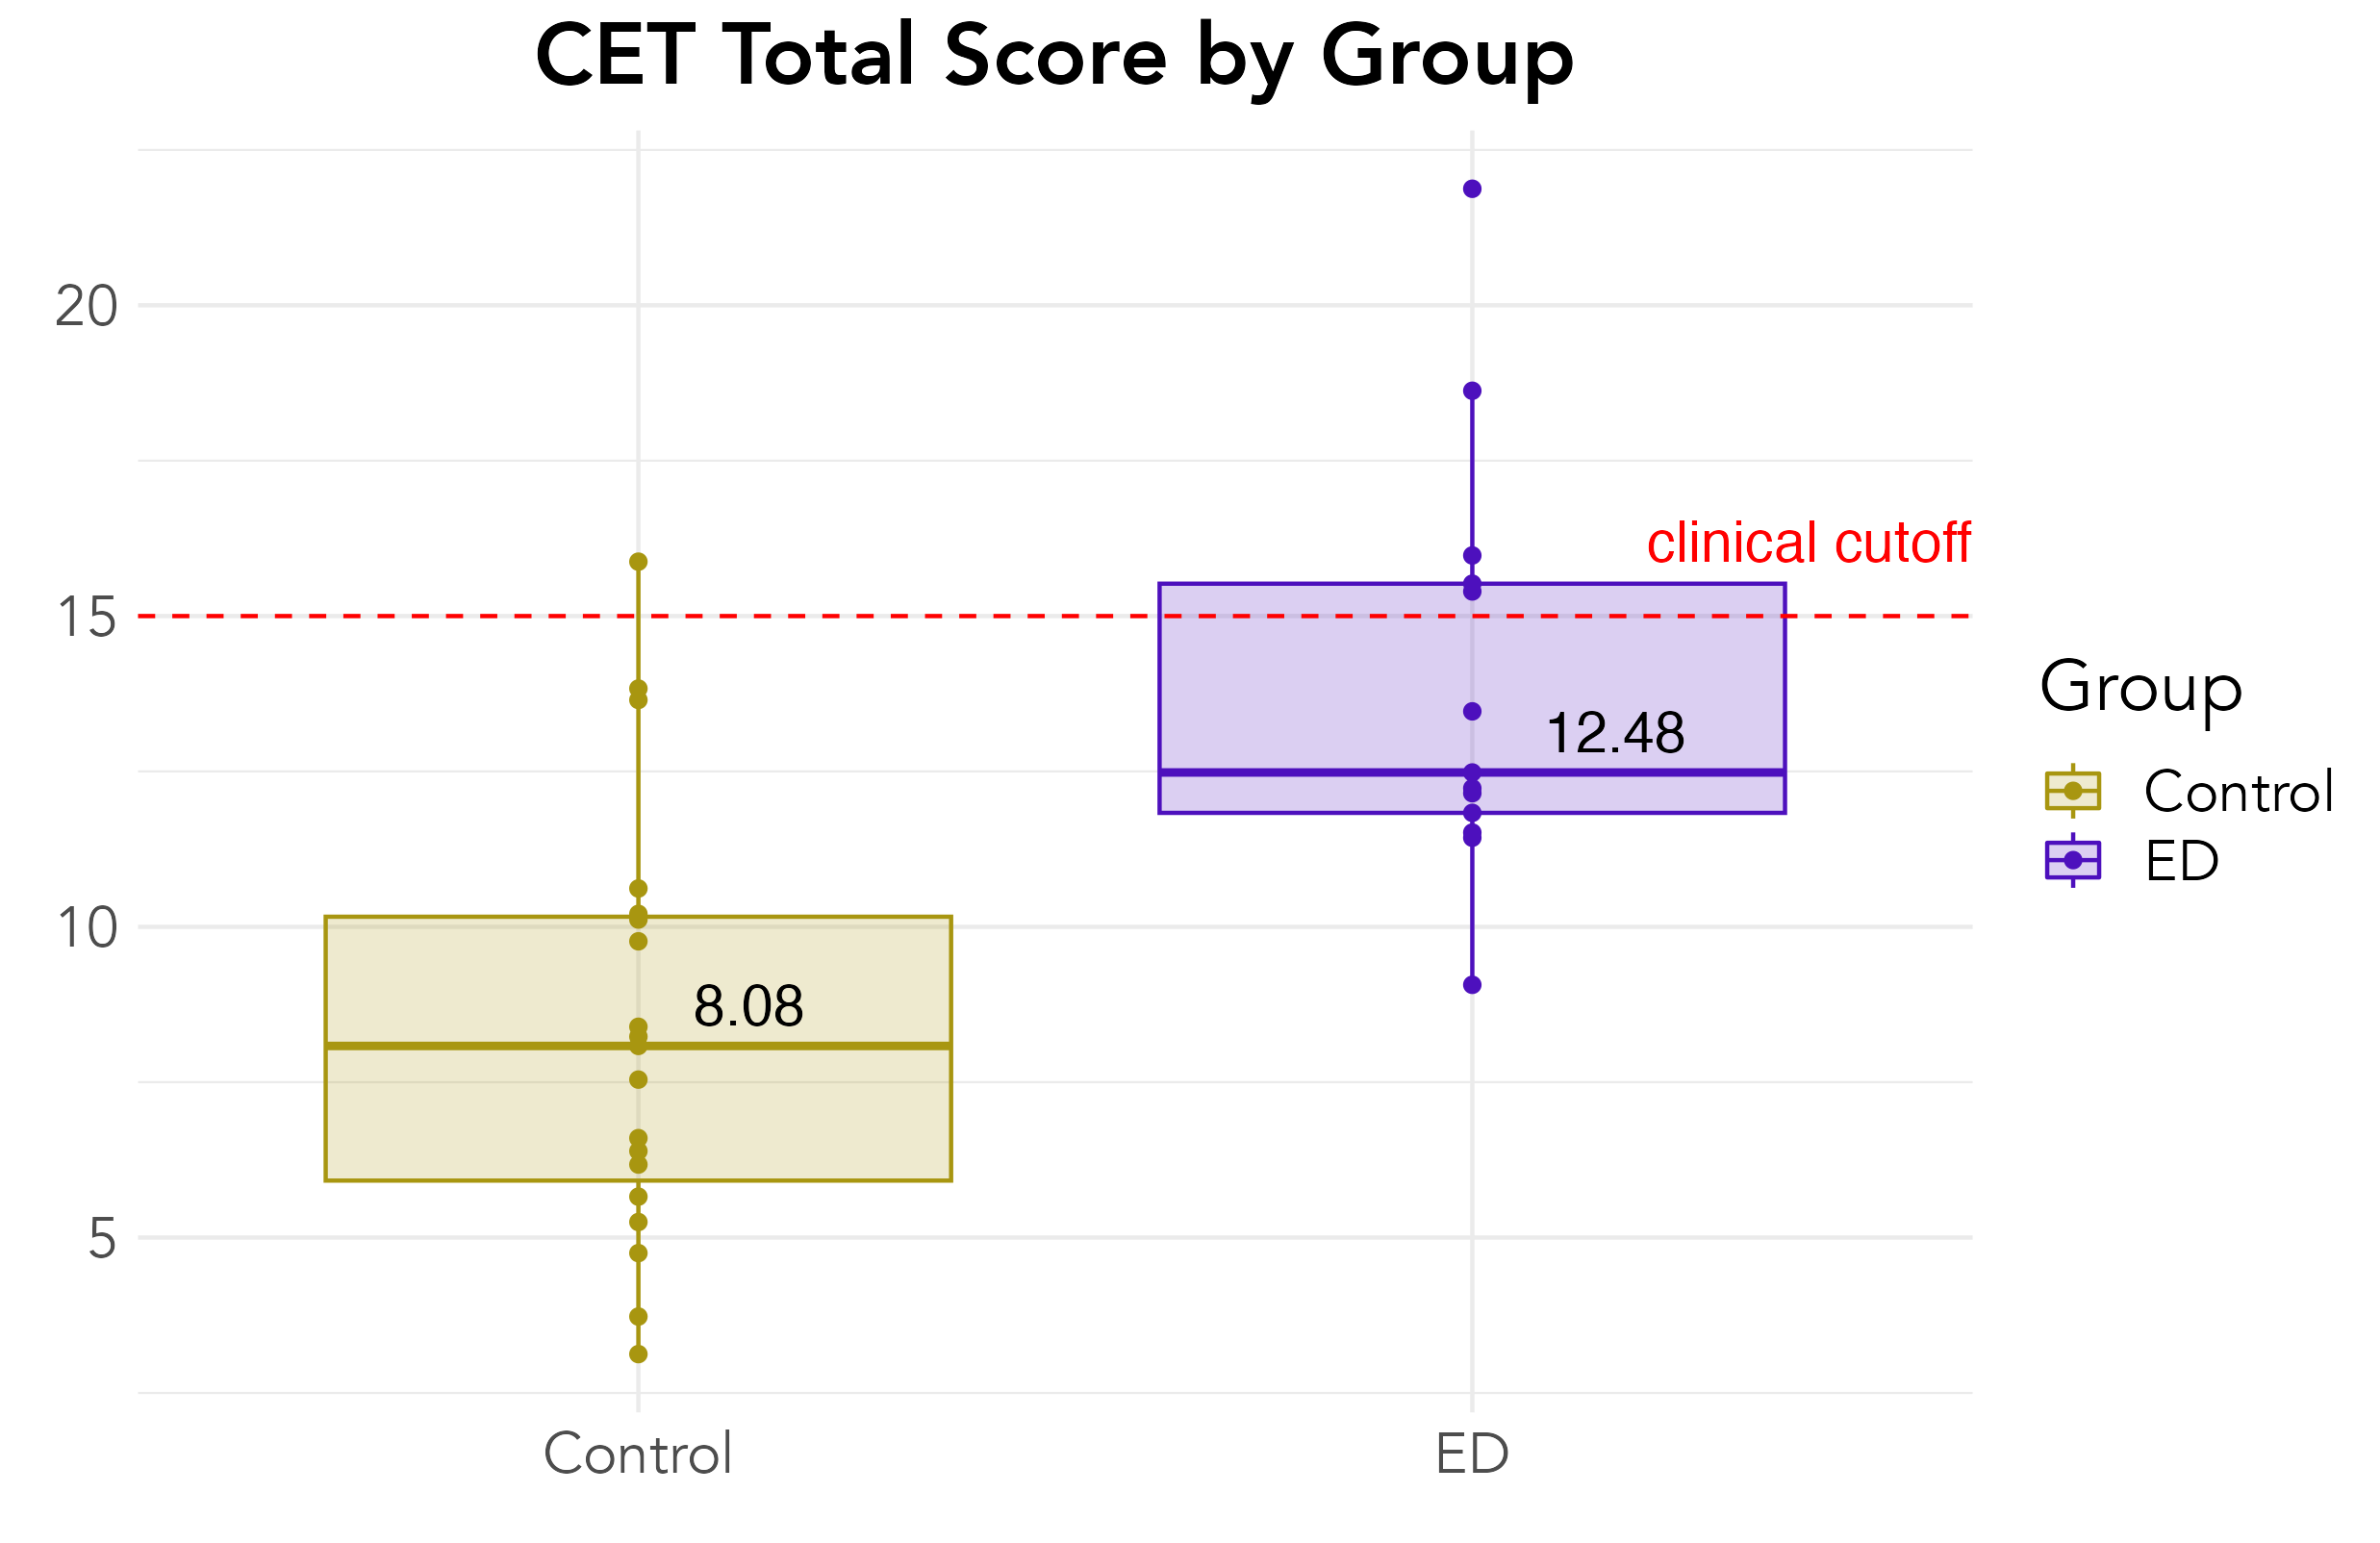 CET Total Score by Group
20
15
10
5
clinical cutoff
12.48
8.08
Control
ED
Group
Control
ED